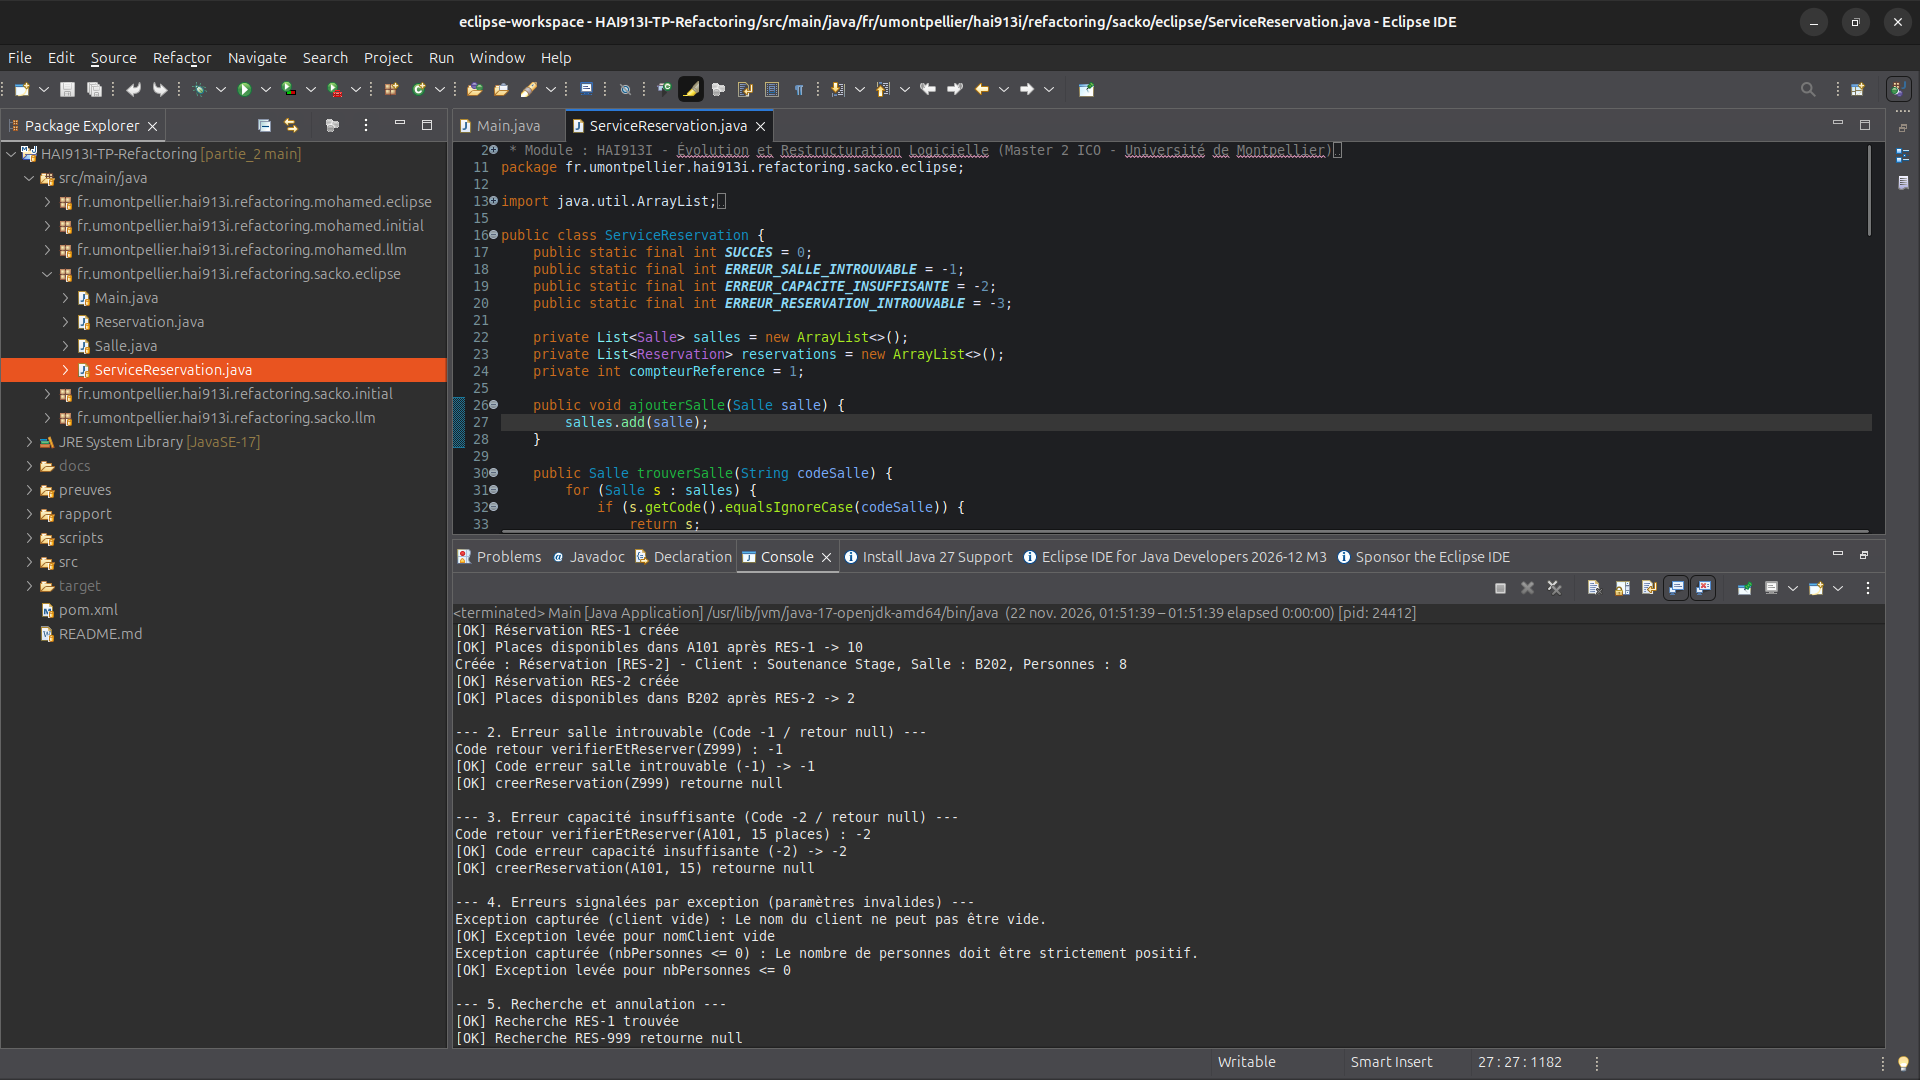 eclipse-workspace - HAI913I-TP-Refactoring/src/main/java/fr/umontpellier/hai913i/refactoring/sacko/eclipse/ServiceReservation.java - Eclipse IDE
File Edit Source Refactor Navigate Search Project Run Window Help
Package Explorer
HAI913I-TP-Refactoring [partie_2 main]
src/main/java
fr.umontpellier.hai913i.refactoring.mohamed.eclipse
fr.umontpellier.hai913i.refactoring.mohamed.initial
fr.umontpellier.hai913i.refactoring.mohamed.llm
fr.umontpellier.hai913i.refactoring.sacko.eclipse
Main.java
Reservation.java
Salle.java
ServiceReservation.java
fr.umontpellier.hai913i.refactoring.sacko.initial
fr.umontpellier.hai913i.refactoring.sacko.llm
JRE System Library [JavaSE-17]
docs
preuves
rapport
scripts
src
target
pom.xml
README.md
Main.java ServiceReservation.java
2 * Module : HAI913I - Évolution et Restructuration Logicielle (Master 2 ICO - Université de Montpellier)
11 package fr.umontpellier.hai913i.refactoring.sacko.eclipse;
12
13 import java.util.ArrayList;
15
16 public class ServiceReservation {
17 public static final int SUCCES = 0;
18 public static final int ERREUR_SALLE_INTROUVABLE = -1;
19 public static final int ERREUR_CAPACITE_INSUFFISANTE = -2;
20 public static final int ERREUR_RESERVATION_INTROUVABLE = -3;
21
22 private List<Salle> salles = new ArrayList<>();
23 private List<Reservation> reservations = new ArrayList<>();
24 private int compteurReference = 1;
25
26 public void ajouterSalle(Salle salle) {
27 salles.add(salle);
28 }
29
30 public Salle trouverSalle(String codeSalle) {
31 for (Salle s : salles) {
32 if (s.getCode().equalsIgnoreCase(codeSalle)) {
33 return s;
Problems Javadoc Declaration Console Install Java 27 Support Eclipse IDE for Java Developers 2026-12 M3 Sponsor the Eclipse IDE
<terminated> Main [Java Application] /usr/lib/jvm/java-17-openjdk-amd64/bin/java (22 nov. 2026, 01:51:39 – 01:51:39 elapsed 0:00:00) [pid: 24412]
[OK] Réservation RES-1 créée
[OK] Places disponibles dans A101 après RES-1 -> 10
Créée : Réservation [RES-2] - Client : Soutenance Stage, Salle : B202, Personnes : 8
[OK] Réservation RES-2 créée
[OK] Places disponibles dans B202 après RES-2 -> 2
--- 2. Erreur salle introuvable (Code -1 / retour null) ---
Code retour verifierEtReserver(Z999) : -1
[OK] Code erreur salle introuvable (-1) -> -1
[OK] creerReservation(Z999) retourne null
--- 3. Erreur capacité insuffisante (Code -2 / retour null) ---
Code retour verifierEtReserver(A101, 15 places) : -2
[OK] Code erreur capacité insuffisante (-2) -> -2
[OK] creerReservation(A101, 15) retourne null
--- 4. Erreurs signalées par exception (paramètres invalides) ---
Exception capturée (client vide) : Le nom du client ne peut pas être vide.
[OK] Exception levée pour nomClient vide
Exception capturée (nbPersonnes <= 0) : Le nombre de personnes doit être strictement positif.
[OK] Exception levée pour nbPersonnes <= 0
--- 5. Recherche et annulation ---
[OK] Recherche RES-1 trouvée
[OK] Recherche RES-999 retourne null
Writable Smart Insert 27 : 27 : 1182